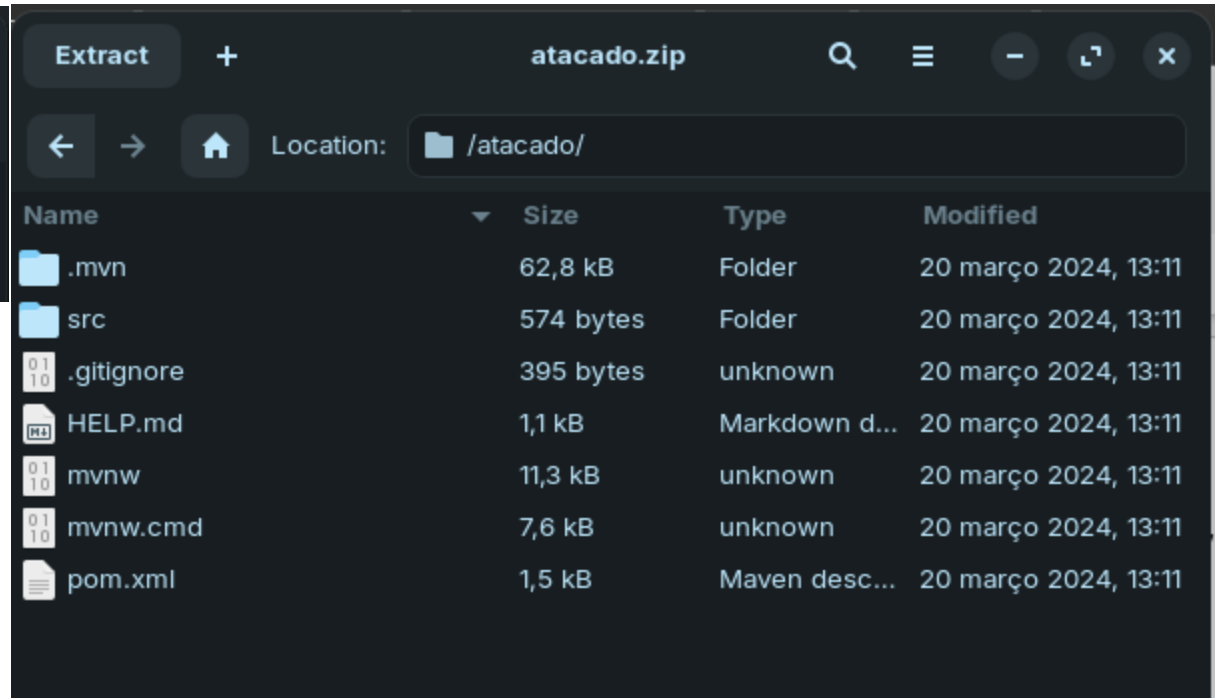 Extract + atacado.zip
Location: /atacado/
Name Size Type Modified
.mvn 62,8 kB Folder 20 março 2024, 13:11
src 574 bytes Folder 20 março 2024, 13:11
.gitignore 395 bytes unknown 20 março 2024, 13:11
HELP.md 1,1 kB Markdown d... 20 março 2024, 13:11
mvnw 11,3 kB unknown 20 março 2024, 13:11
mvnw.cmd 7,6 kB unknown 20 março 2024, 13:11
pom.xml 1,5 kB Maven desc... 20 março 2024, 13:11